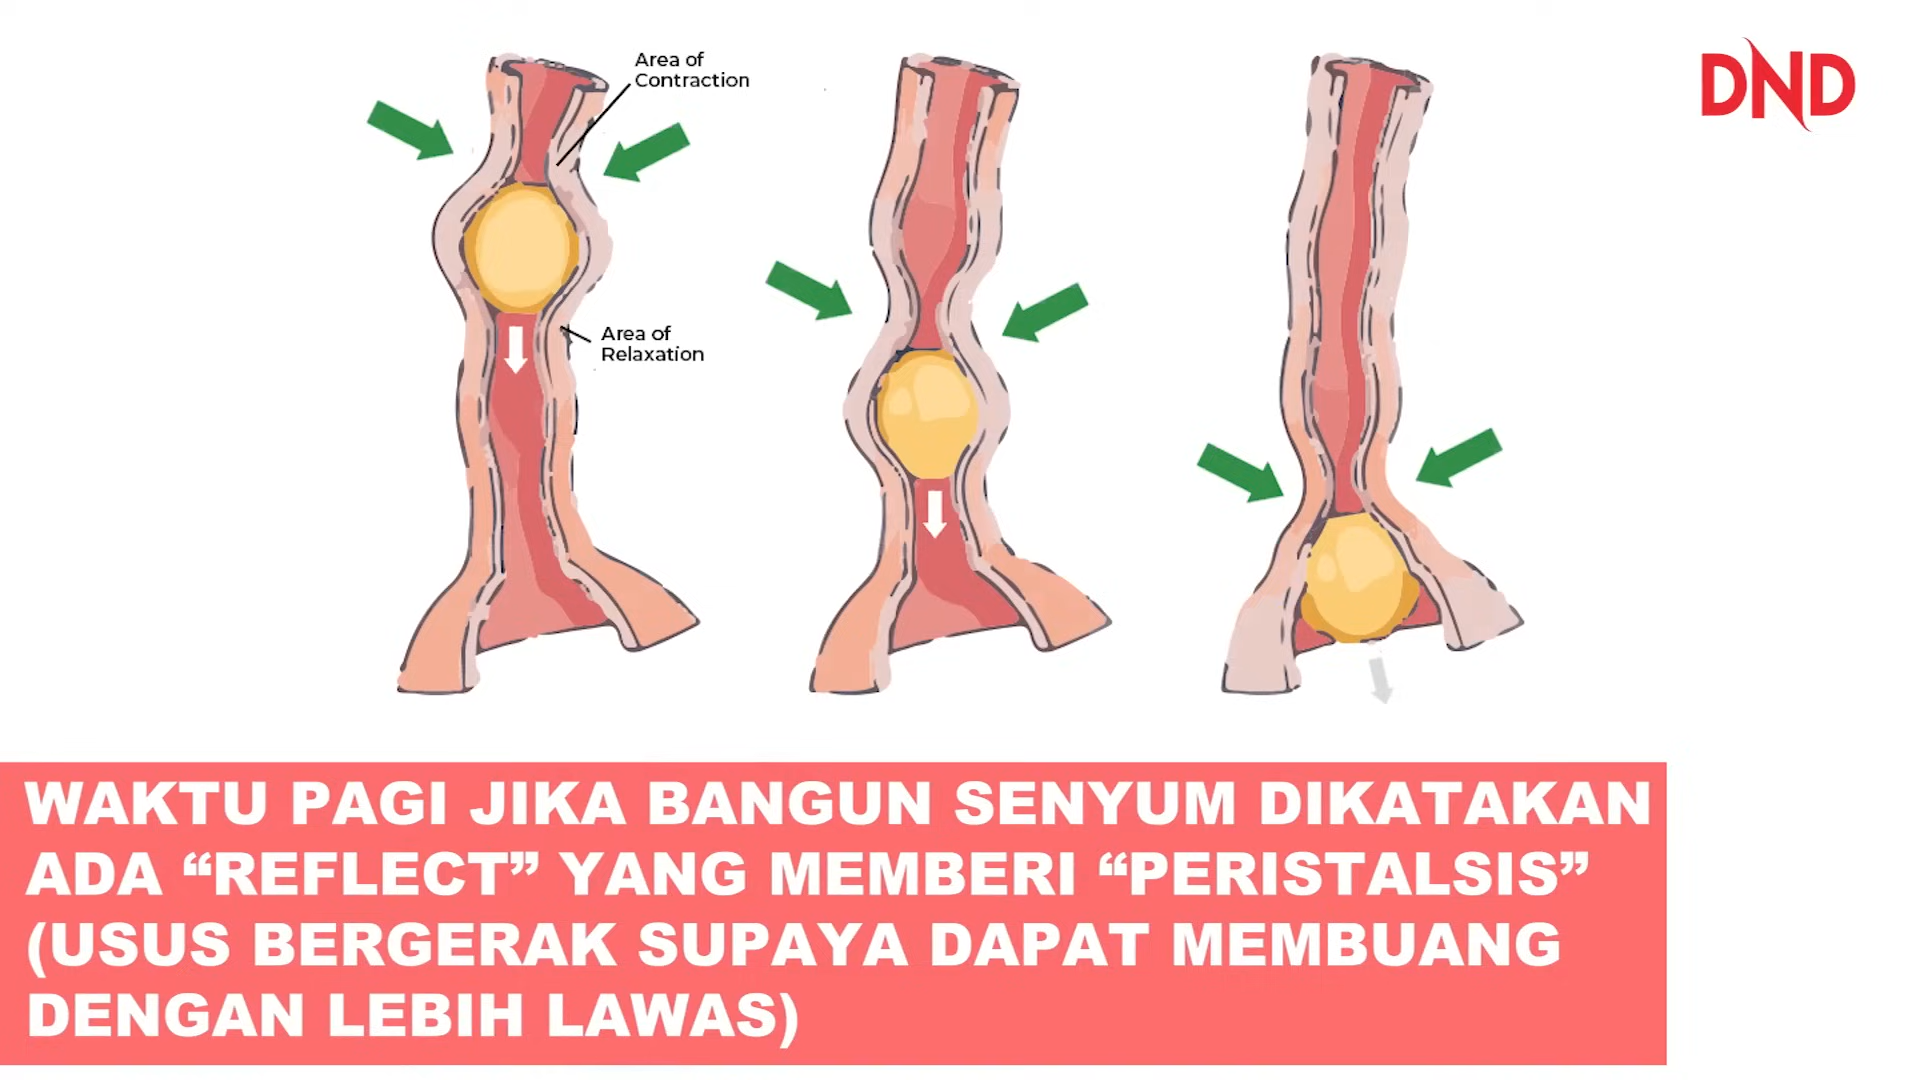 Area of
Contraction
DND
Area of
Relaxation
WAKTU PAGI JIKA BANGUN SENYUM DIKATAKAN
ADA “REFLECT” YANG MEMBERI “PERISTALSIS”
(USUS BERGERAK SUPAYA DAPAT MEMBUANG
DENGAN LEBIH LAWAS)